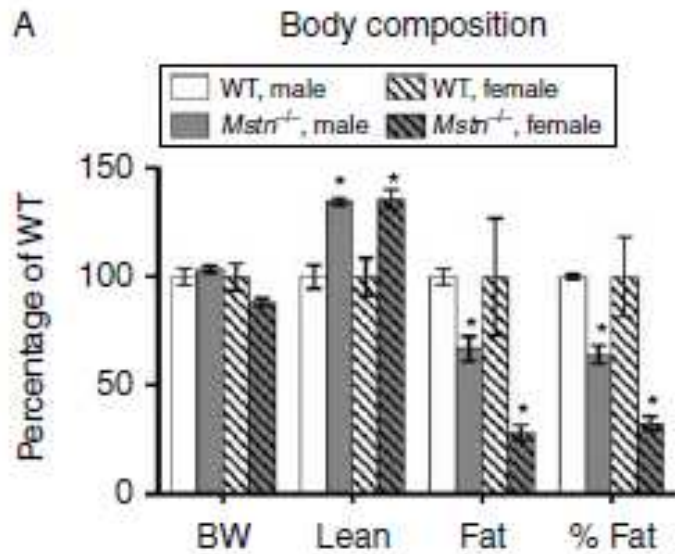 A
Body composition
WT, male
WT, female
Mstn⁻/⁻, male
Mstn⁻/⁻, female
Percentage of WT
150
100
50
0
* * * * * *
BW Lean Fat % Fat